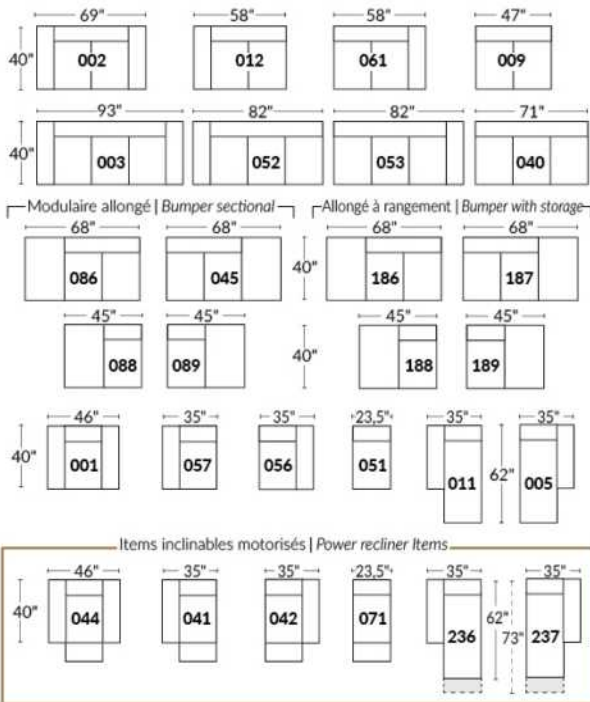 69" 58" 58" 47"
40" 002 012 061 009
93" 82" 82" 71"
40" 003 052 053 040
Modulaire allongé | Bumper sectional Allongé à rangement | Bumper with storage
68" 68" 68" 68"
086 045 40" 186 187
45" 45" 45" 45"
088 089 40" 188 189
46" 35" 35" 23,5" 35" 35"
40" 001 057 056 051 011 62" 005
Items inclinables motorisés | Power recliner Items
46" 35" 35" 23,5" 35" 35"
40" 044 041 042 071 236 62" 73" 237